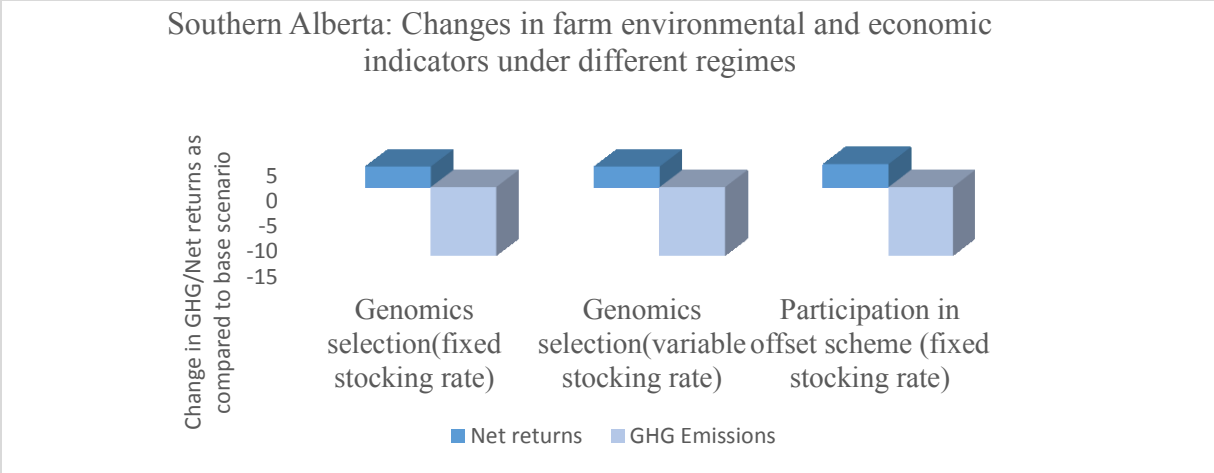 Southern Alberta: Changes in farm environmental and economic
indicators under different regimes
Change in GHG/Net returns as
compared to base scenario
5
0
-5
-10
-15
Genomics
selection(fixed
stocking rate)
Genomics
selection(variable
stocking rate)
Participation in
offset scheme (fixed
stocking rate)
Net returns
GHG Emissions